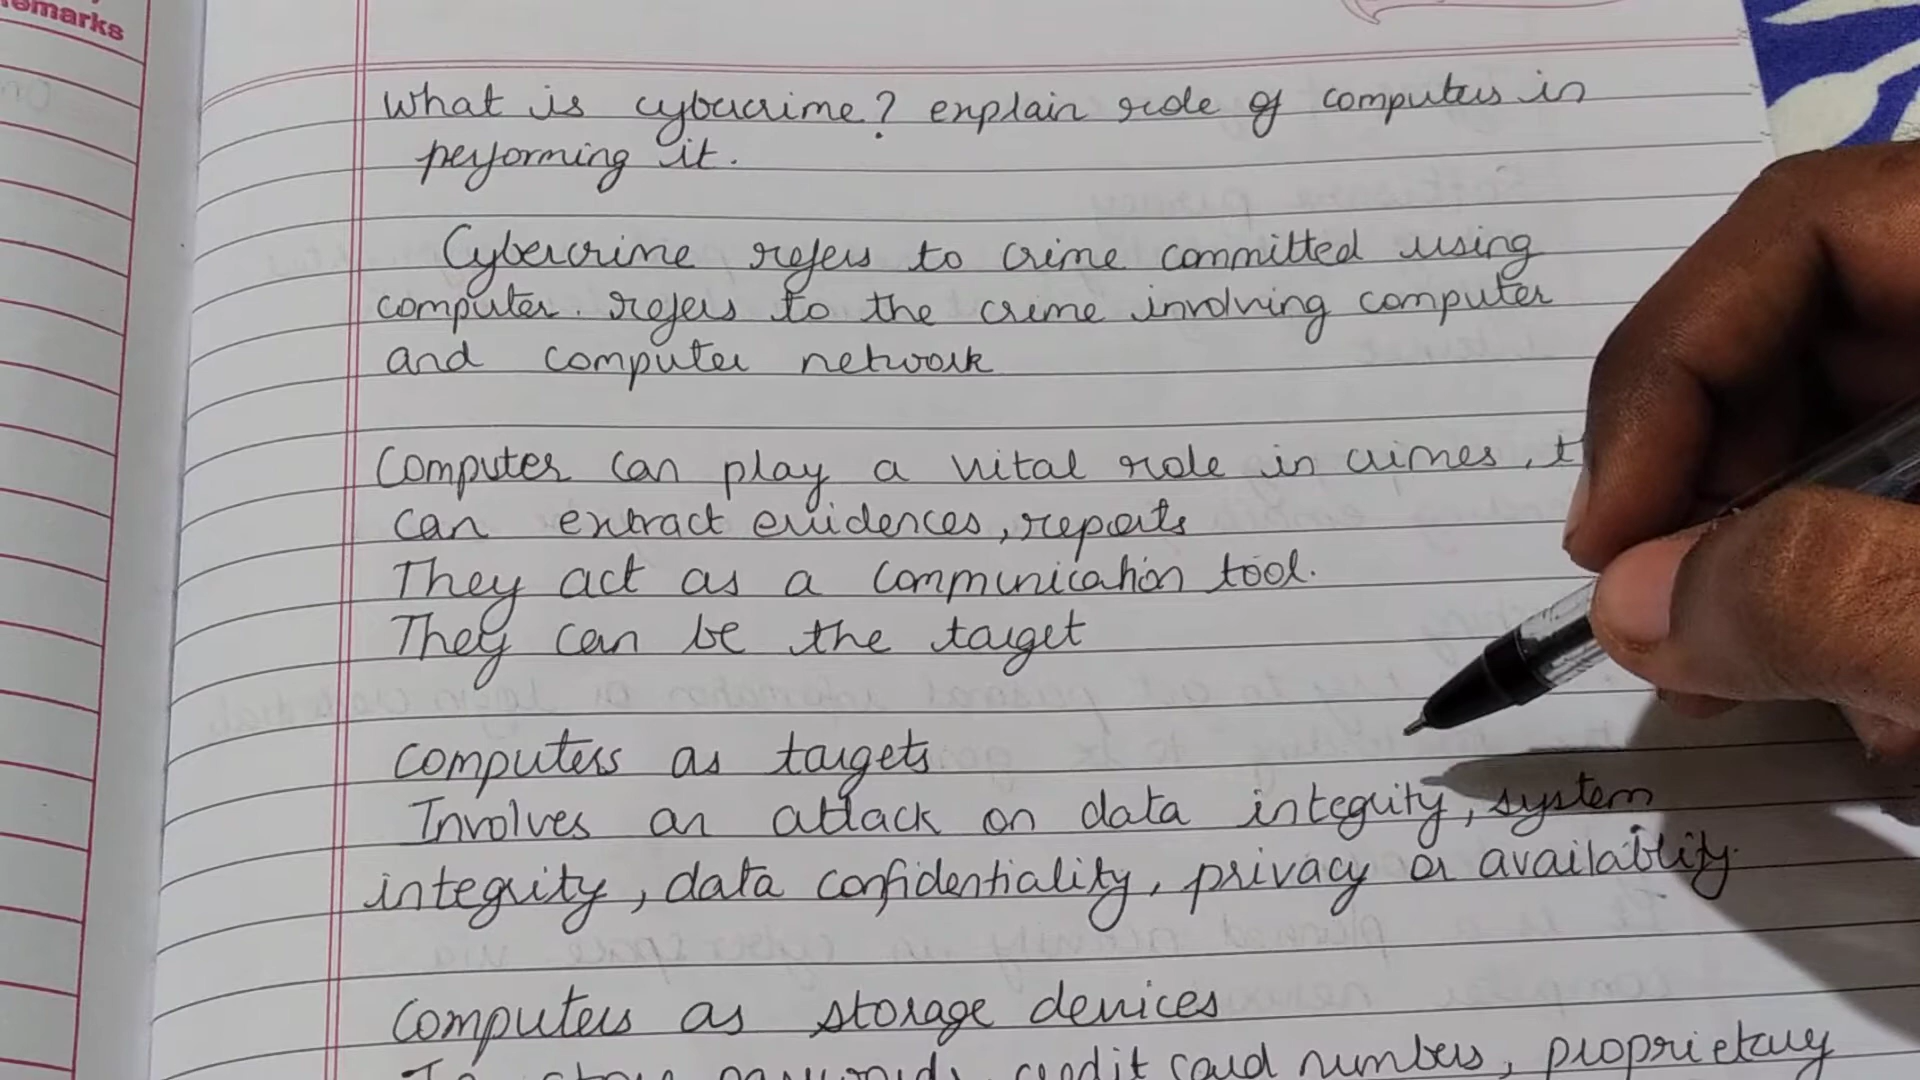 What is cybercrime? explain role of computers in
performing it.
Cybercrime refers to crime committed using
computer. refers to the crime involving computer
and computer network
Computer can play a vital role in crimes,
can extract evidences, reports
They act as a communication tool.
They can be the target
computers as targets
Involves an attack on data integrity, system
integrity, data confidentiality, privacy or availability.
computers as storage devices
To store passwords, credit card numbers, proprietary